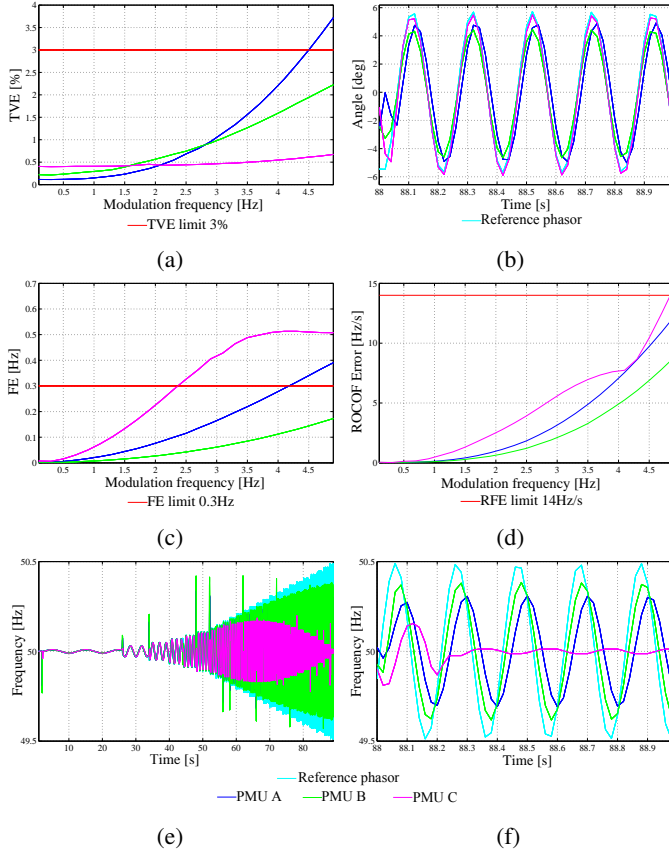 4
3.5
3
2.5
2
1.5
1
0.5
0
TVE [%]
0.5 1 1.5 2 2.5 3 3.5 4 4.5
Modulation frequency [Hz]
TVE limit 3%
(a)
6
4
2
0
−2
−4
−6
Angle [deg]
88 88.1 88.2 88.3 88.4 88.5 88.6 88.7 88.8 88.9
Time [s]
Reference phasor
(b)
0.7
0.6
0.5
0.4
0.3
0.2
0.1
0
FE [Hz]
0.5 1 1.5 2 2.5 3 3.5 4 4.5
Modulation frequency [Hz]
FE limit 0.3Hz
(c)
15
10
5
0
ROCOF Error [Hz/s]
0.5 1 1.5 2 2.5 3 3.5 4 4.5
Modulation frequency [Hz]
RFE limit 14Hz/s
(d)
50.5
50
49.5
Frequency [Hz]
10 20 30 40 50 60 70 80
Time [s]
50.5
50
49.5
Frequency [Hz]
88 88.1 88.2 88.3 88.4 88.5 88.6 88.7 88.8 88.9
Time [s]
Reference phasor
PMU A PMU B PMU C
(e)
(f)